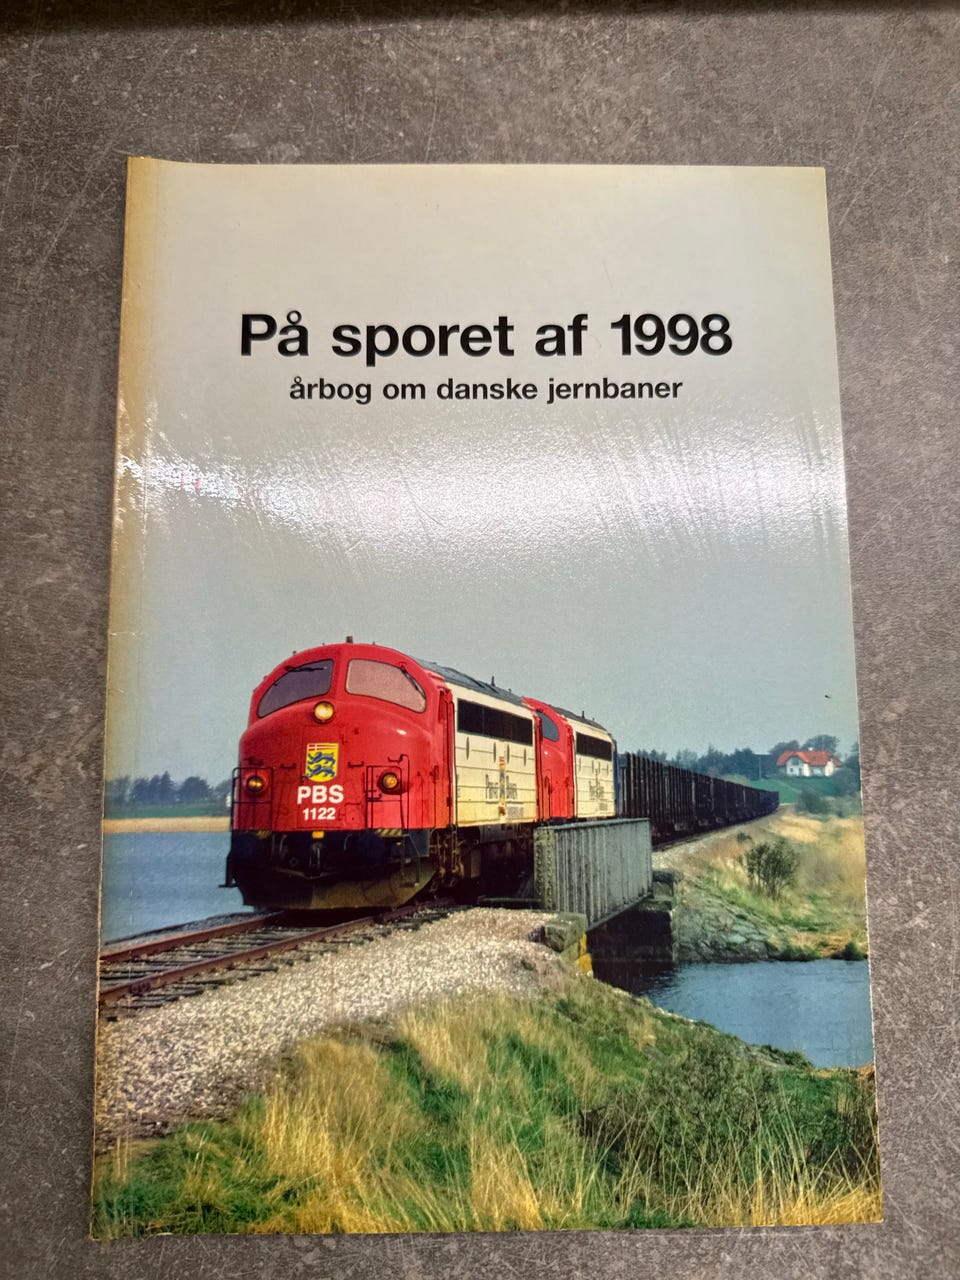 På sporet af 1998
årbog om danske jernbaner
PBS
1122